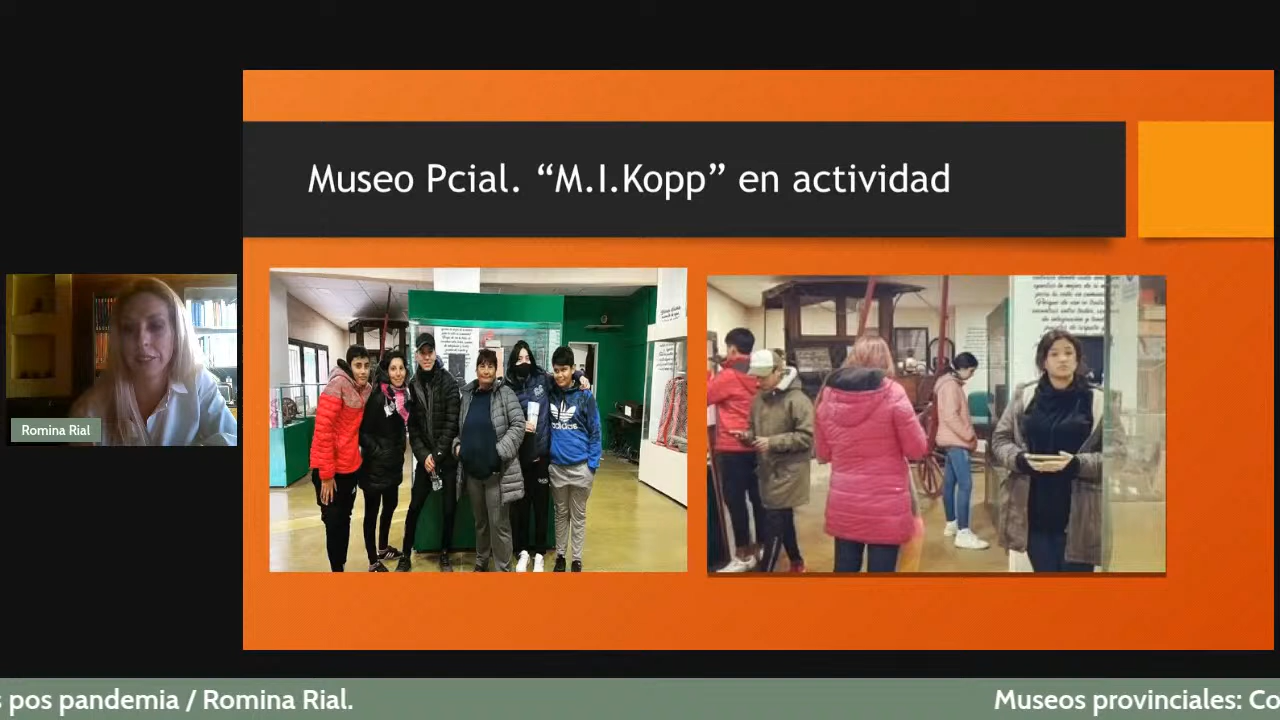 Museo Pcial. “M.I.Kopp” en actividad
adidas
Romina Rial
s pos pandemia / Romina Rial.
Museos provinciales: Co